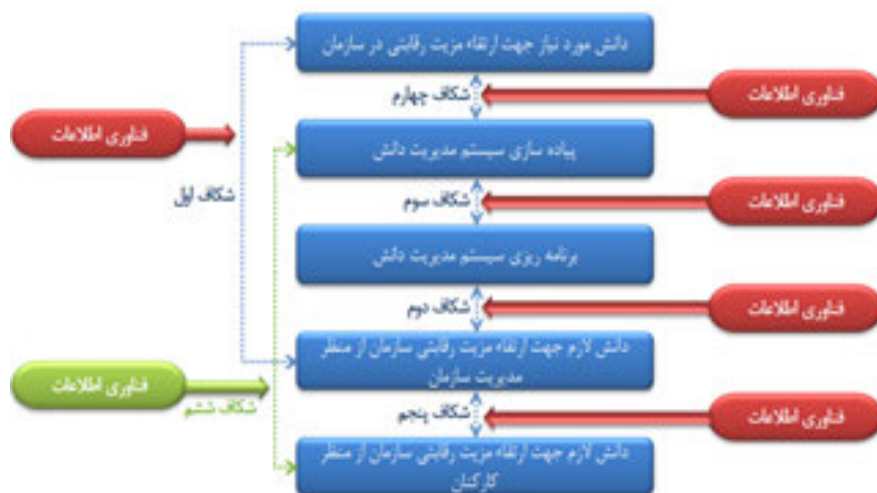 دانش مورد نیاز جهت ارتقاء مزیت رقابتی در سازمان
شکاف چهارم
فناوری اطلاعات
فناوری اطلاعات
پیاده سازی سیستم مدیریت دانش
شکاف اول
شکاف سوم
فناوری اطلاعات
برنامه ریزی سیستم مدیریت دانش
شکاف دوم
فناوری اطلاعات
دانش لازم جهت ارتقاء مزیت رقابتی سازمان از منظر
مدیریت سازمان
فناوری اطلاعات
شکاف ششم
شکاف پنجم
فناوری اطلاعات
دانش لازم جهت ارتقاء مزیت رقابتی سازمان از منظر
کارکنان